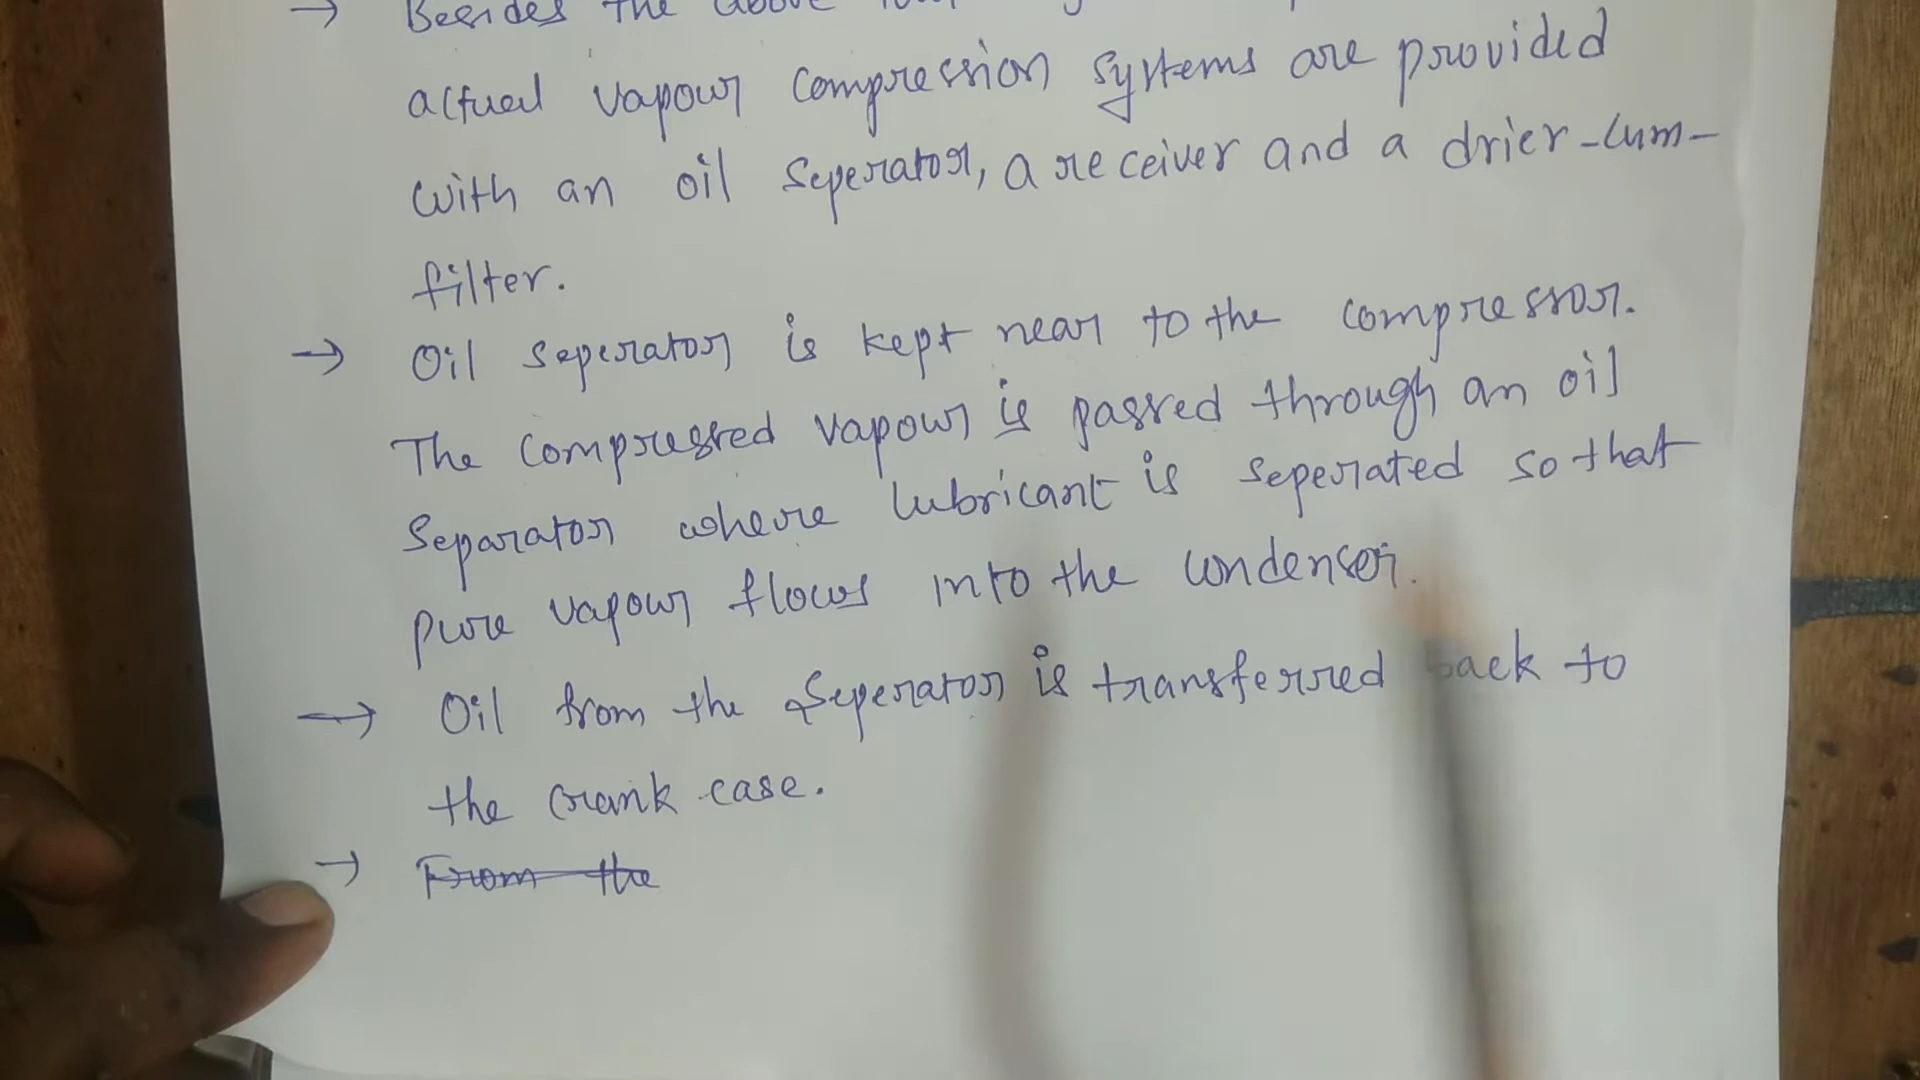 → Besides the above
actual vapour compression systems are provided
with an oil seperator, a receiver and a drier-cum-
filter.
→ Oil seperator is kept near to the compressor.
The compressed vapour is passed through an oil
separator where lubricant is seperated so that
pure vapour flows into the condenser.
→ Oil from the seperator is transferred back to
the crank case.
→ From the